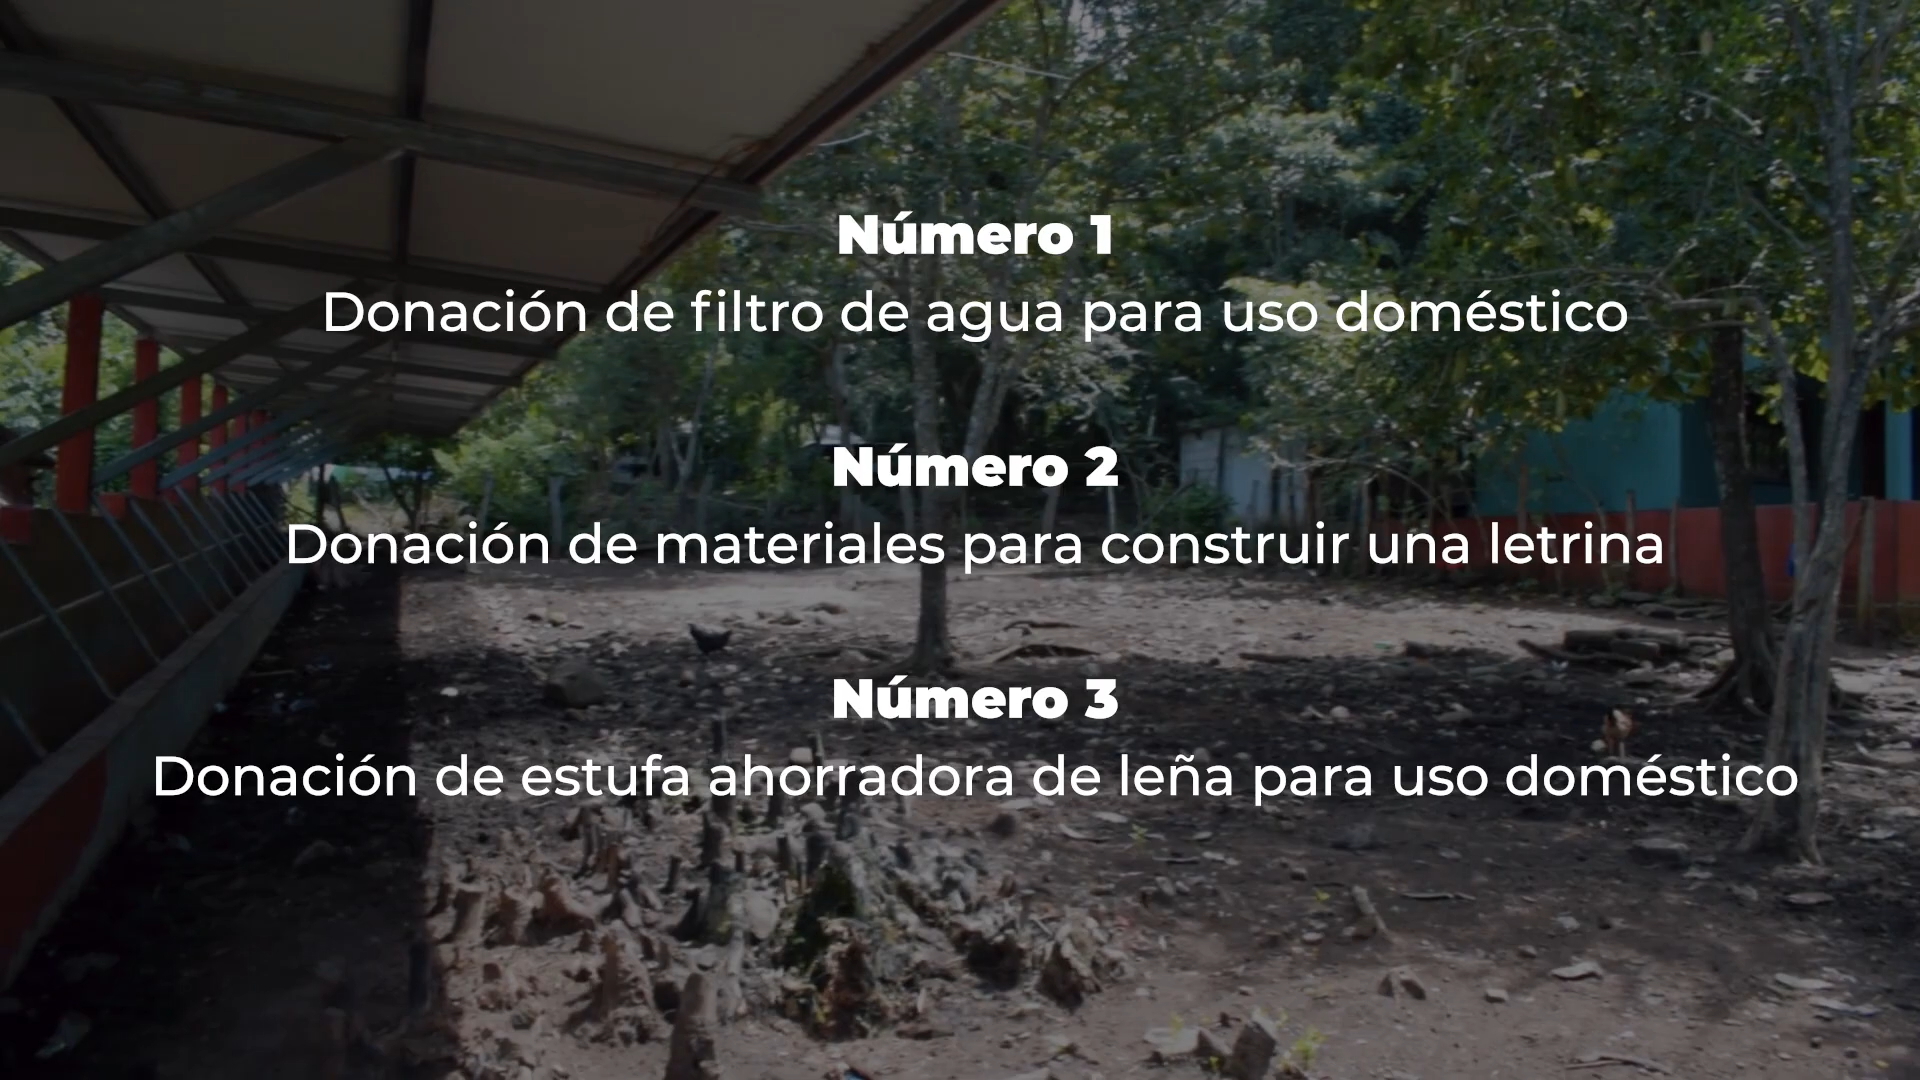 Número 1
Donación de filtro de agua para uso doméstico
Número 2
Donación de materiales para construir una letrina
Número 3
Donación de estufa ahorradora de leña para uso doméstico